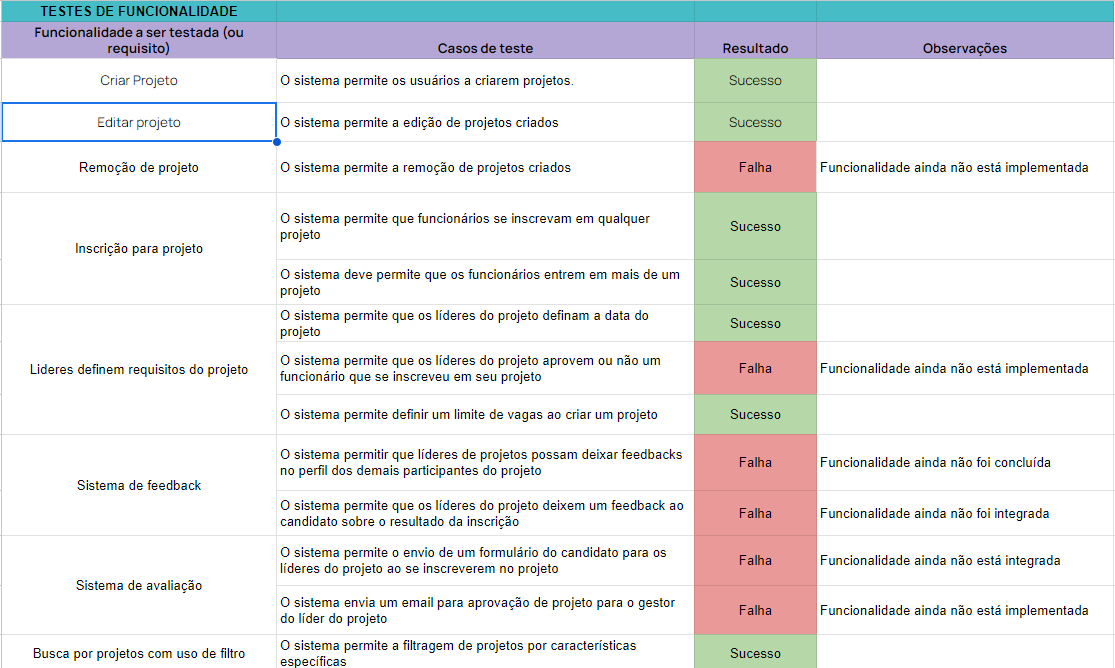 TESTES DE FUNCIONALIDADE
Funcionalidade a ser testada (ou
requisito)
Casos de teste
Resultado
Observações
Criar Projeto
O sistema permite os usuários a criarem projetos.
Sucesso
Editar projeto
O sistema permite a edição de projetos criados
Sucesso
Remoção de projeto
O sistema permite a remoção de projetos criados
Falha
Funcionalidade ainda não está implementada
Inscrição para projeto
O sistema permite que funcionários se inscrevam em qualquer
projeto
Sucesso
O sistema deve permite que os funcionários entrem em mais de um
projeto
Sucesso
Lideres definem requisitos do projeto
O sistema permite que os líderes do projeto definam a data do
projeto
Sucesso
O sistema permite que os líderes do projeto aprovem ou não um
funcionário que se inscreveu em seu projeto
Falha
Funcionalidade ainda não está implementada
O sistema permite definir um limite de vagas ao criar um projeto
Sucesso
Sistema de feedback
O sistema permitir que líderes de projetos possam deixar feedbacks
no perfil dos demais participantes do projeto
Falha
Funcionalidade ainda não foi concluída
O sistema permite que os líderes do projeto deixem um feedback ao
candidato sobre o resultado da inscrição
Falha
Funcionalidade ainda não foi integrada
Sistema de avaliação
O sistema permite o envio de um formulário do candidato para os
líderes do projeto ao se inscreverem no projeto
Falha
Funcionalidade ainda não está integrada
O sistema envia um email para aprovação de projeto para o gestor
do líder do projeto
Falha
Funcionalidade ainda não está implementada
Busca por projetos com uso de filtro
O sistema permite a filtragem de projetos por características
específicas
Sucesso